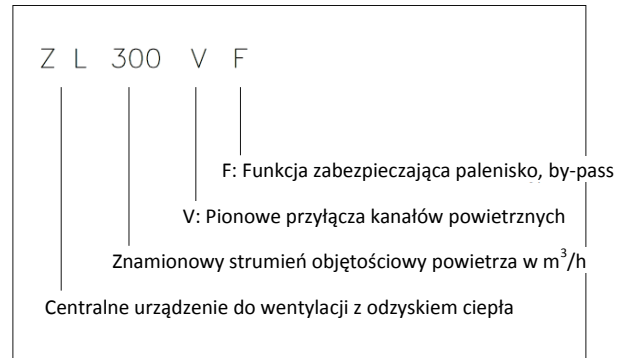 Z L 300 V F
F: Funkcja zabezpieczająca palenisko, by-pass
V: Pionowe przyłącza kanałów powietrznych
Znamionowy strumień objętościowy powietrza w m³/h
Centralne urządzenie do wentylacji z odzyskiem ciepła